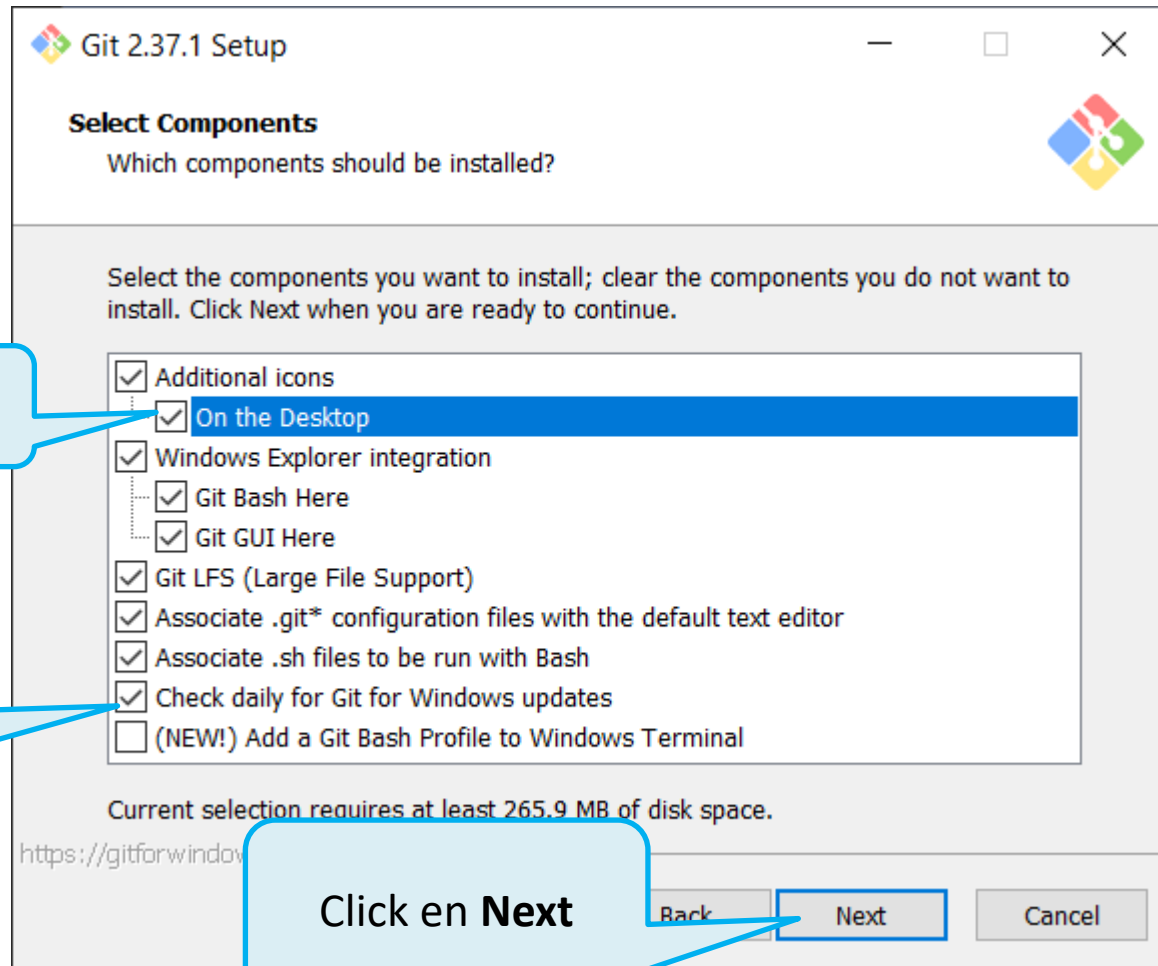 Git 2.37.1 Setup
Select Components
Which components should be installed?
Select the components you want to install; clear the components you do not want to
install. Click Next when you are ready to continue.
Additional icons
On the Desktop
Windows Explorer integration
Git Bash Here
Git GUI Here
Git LFS (Large File Support)
Associate .git* configuration files with the default text editor
Associate .sh files to be run with Bash
Check daily for Git for Windows updates
(NEW!) Add a Git Bash Profile to Windows Terminal
Current selection requires at least 265.9 MB of disk space.
https://gitforwindow
Click en Next
Back
Next
Cancel